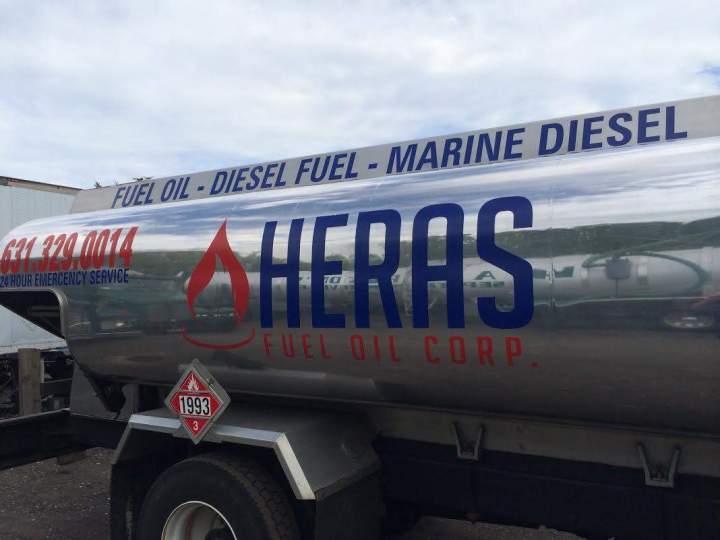 FUEL OIL - DIESEL FUEL - MARINE DIESEL
631.329.0014
24 HOUR EMERGENCY SERVICE
HERAS
FUEL OIL CORP.
1993
3